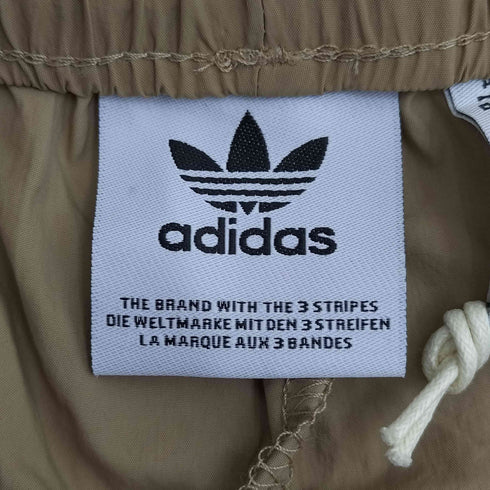 adidas
THE BRAND WITH THE 3 STRIPES
DIE WELTMARKE MIT DEN 3 STREIFEN
LA MARQUE AUX 3 BANDES